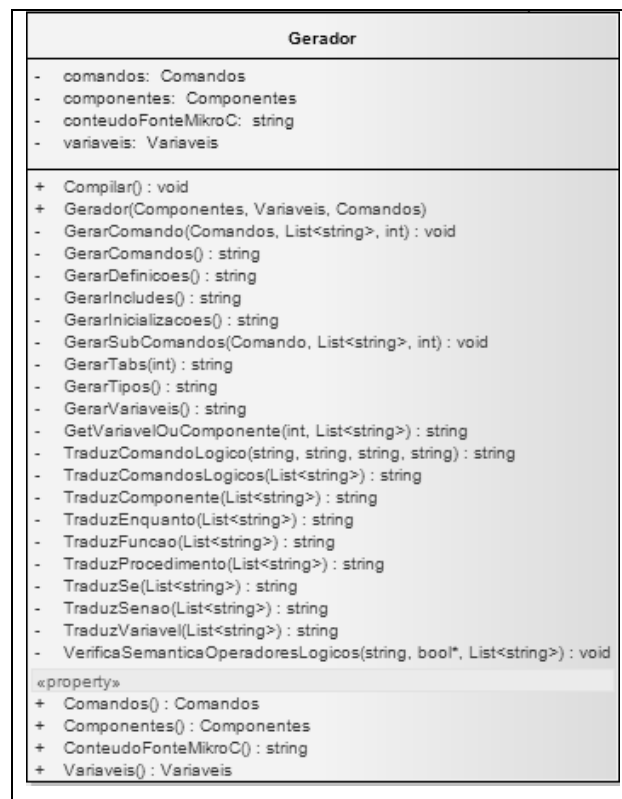 Gerador
- comandos: Comandos
- componentes: Componentes
- conteudoFonteMikroC: string
- variaveis: Variaveis
+ Compilar() : void
+ Gerador(Componentes, Variaveis, Comandos)
- GerarComando(Comandos, List<string>, int) : void
- GerarComandos() : string
- GerarDefinicoes() : string
- GerarIncludes() : string
- GerarInicializacoes() : string
- GerarSubComandos(Comando, List<string>, int) : void
- GerarTabs(int) : string
- GerarTipos() : string
- GerarVariaveis() : string
- GetVariavelOuComponente(int, List<string>) : string
- TraduzComandoLogico(string, string, string, string) : string
- TraduzComandosLogicos(List<string>) : string
- TraduzComponente(List<string>) : string
- TraduzEnquanto(List<string>) : string
- TraduzFuncao(List<string>) : string
- TraduzProcedimento(List<string>) : string
- TraduzSe(List<string>) : string
- TraduzSenao(List<string>) : string
- TraduzVariavel(List<string>) : string
- VerificaSemanticaOperadoresLogicos(string, bool*, List<string>) : void
«property»
+ Comandos() : Comandos
+ Componentes() : Componentes
+ ConteudoFonteMikroC() : string
+ Variaveis() : Variaveis